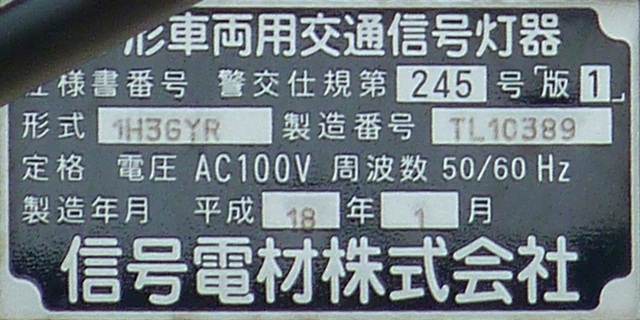 形車両用交通信号灯器
仕様書番号 警交仕規第 245 号「版 1」
形式 1H3GYR 製造番号 TL10389
定格 電圧 AC100V 周波数 50/60 Hz
製造年月 平成 18 年 1 月
信号電材株式会社